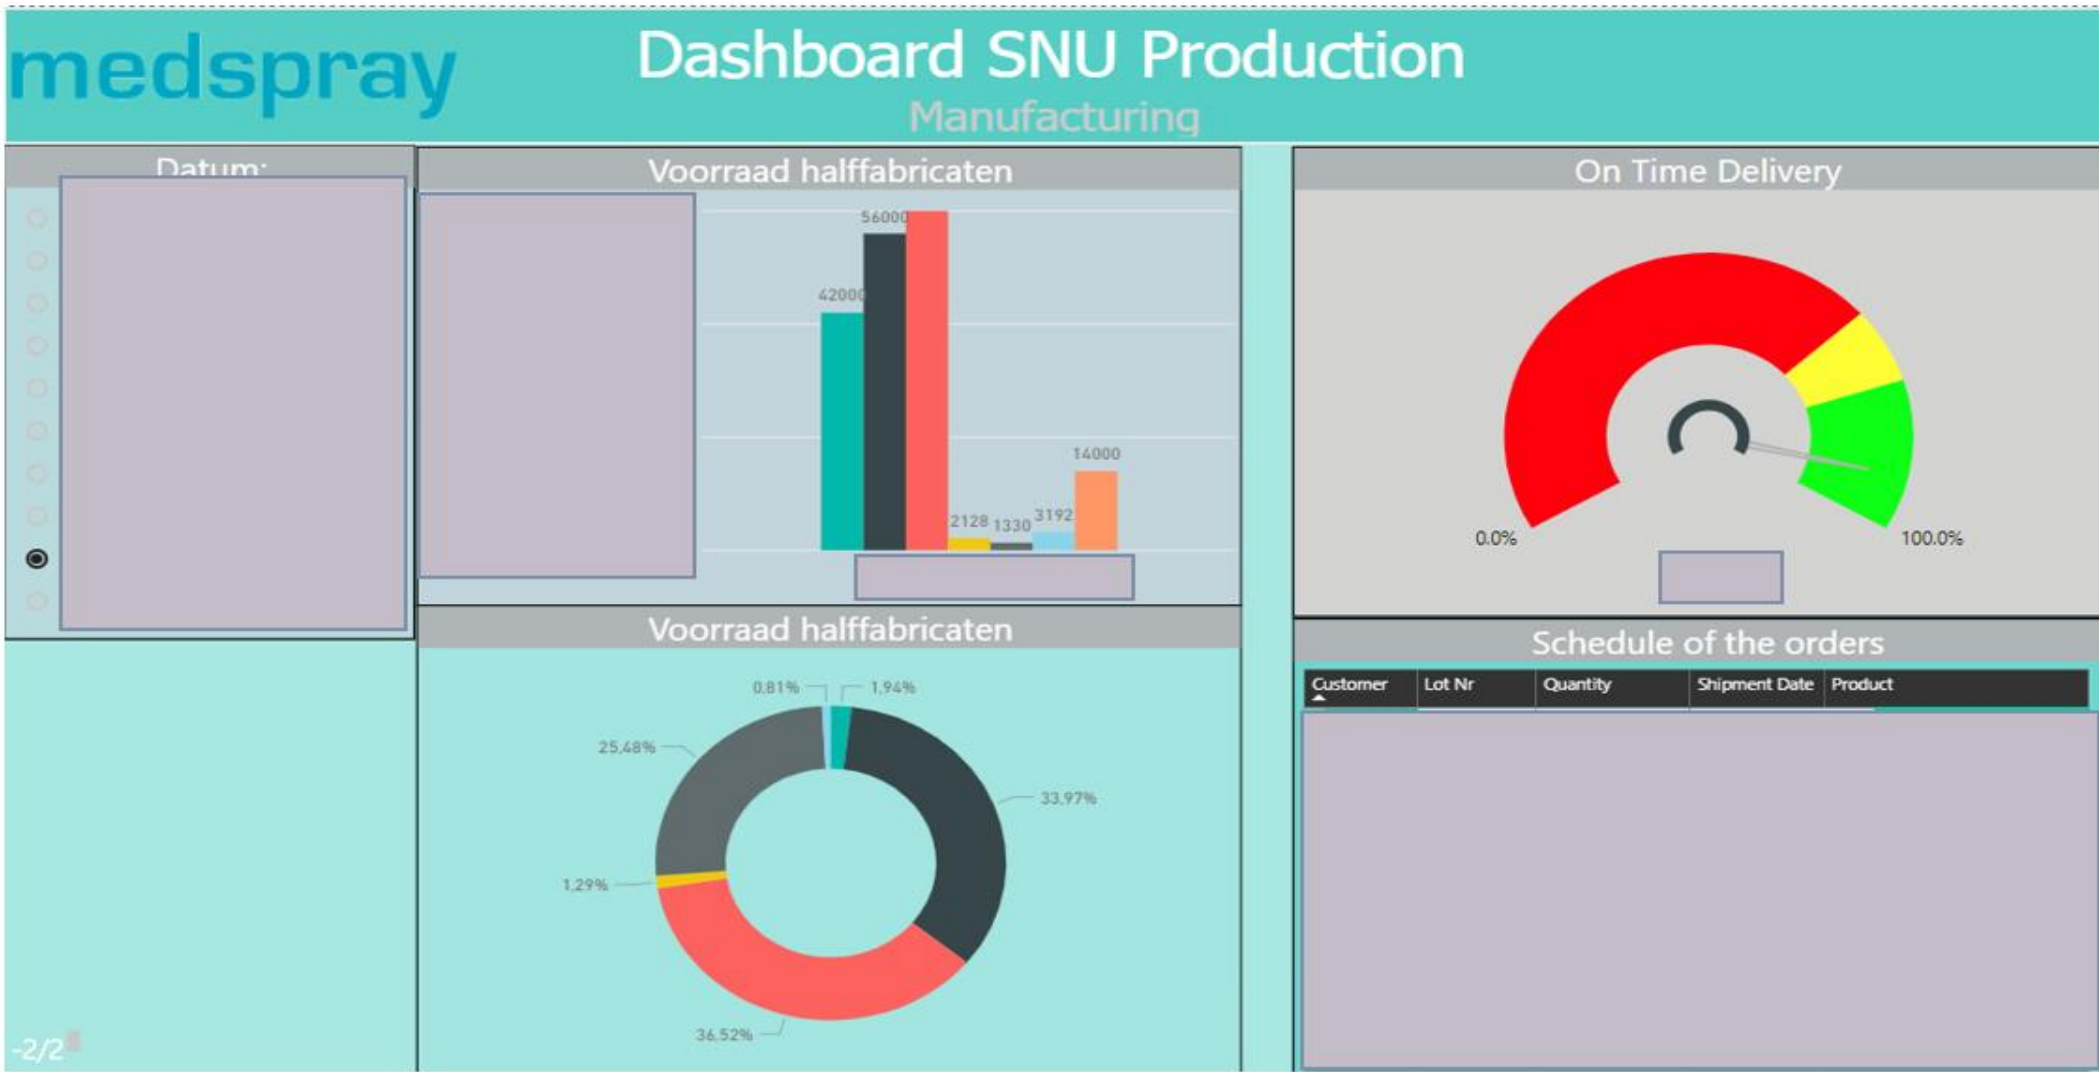 medspray
Dashboard SNU Production
Manufacturing
Datum:
Voorraad halffabricaten
56000
42000
14000
2128
1330
3192
Voorraad halffabricaten
0,81%
1,94%
25,48%
33,97%
1,29%
36,52%
-2/2
On Time Delivery
0.0%
100.0%
Schedule of the orders
Customer Lot Nr Quantity Shipment Date Product